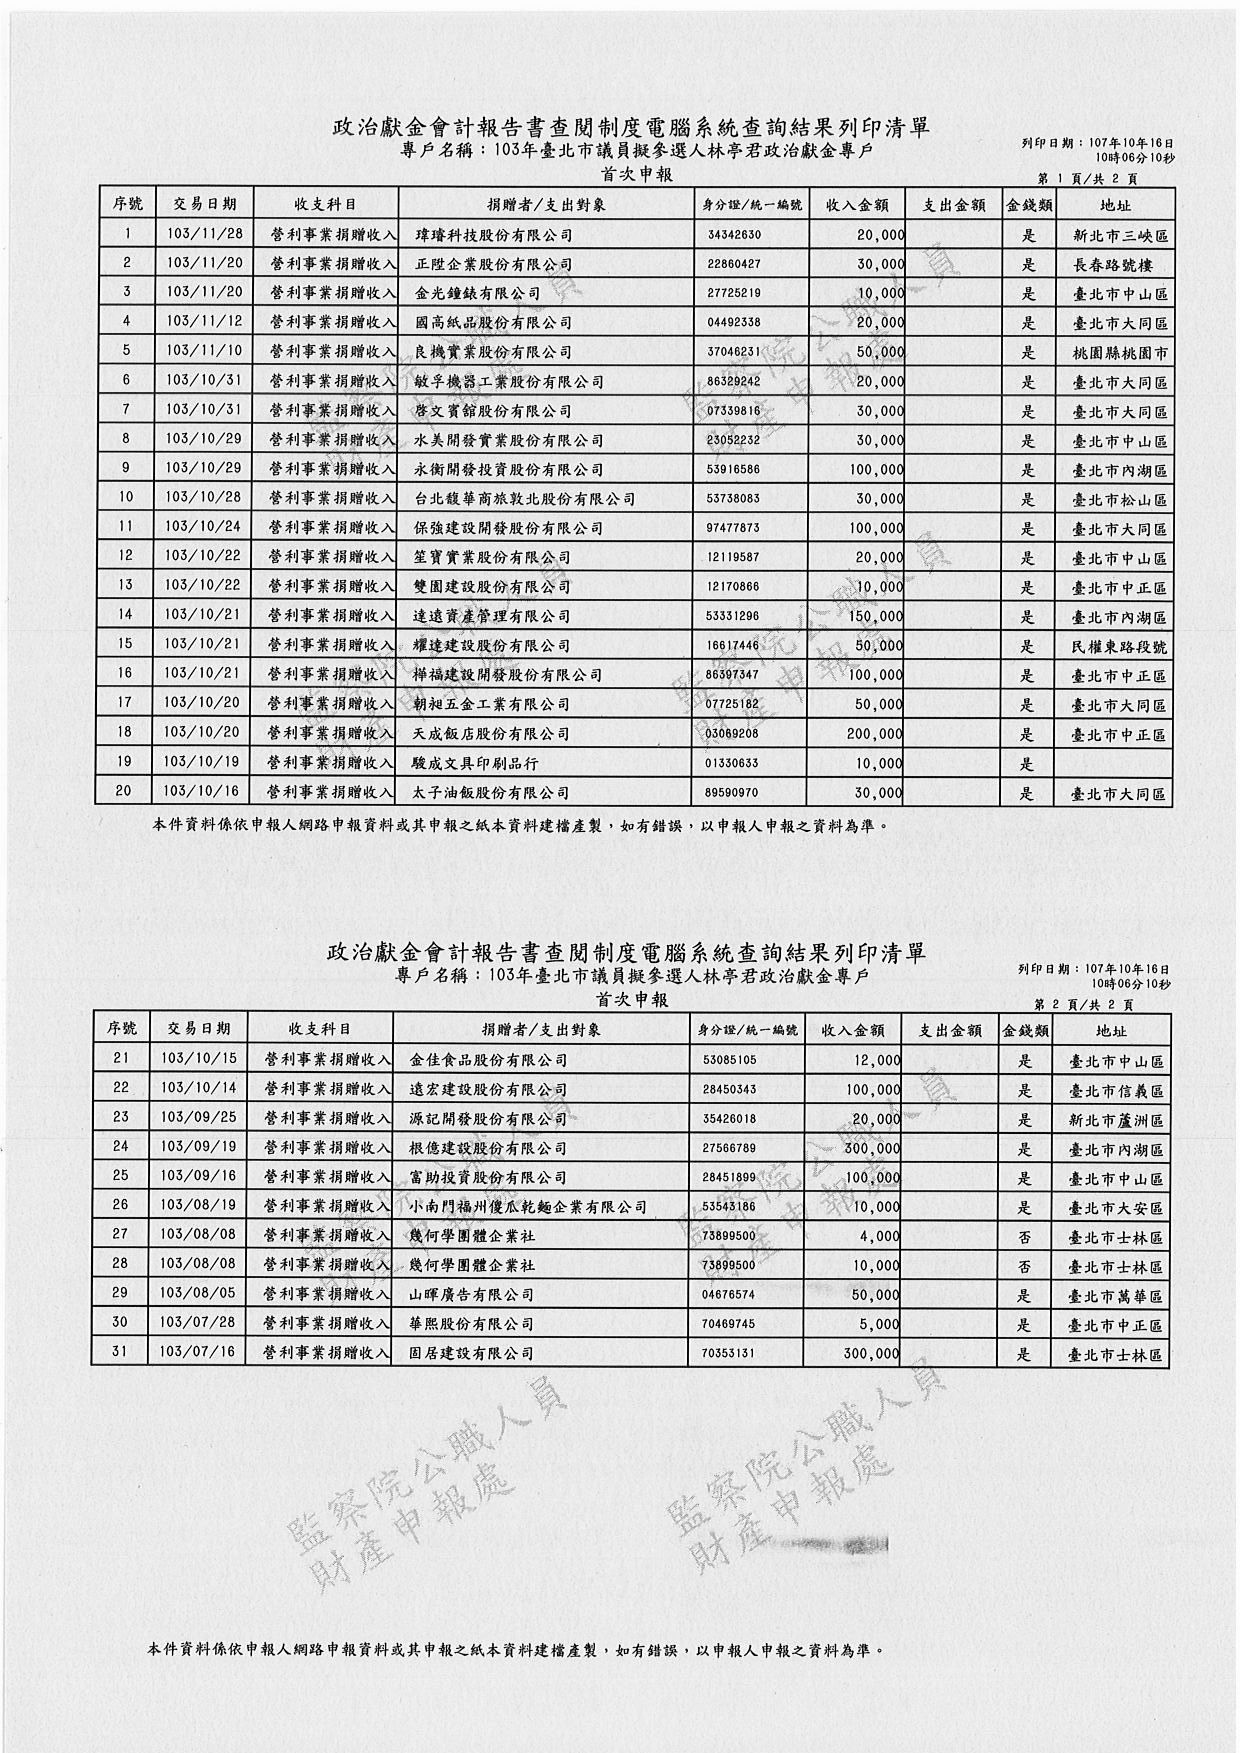 政治獻金會計報告書查閱制度電腦系統查詢結果列印清單
專戶名稱：103年臺北市議員擬參選人林亭君政治獻金專戶
列印日期：107年10年16日
10時06分10秒
首次申報
第 1 頁/共 2 頁
序號 交易日期 收支科目 捐贈者/支出對象 身分證/統一編號 收入金額 支出金額 金錢類 地址
1 103/11/28 營利事業捐贈收入 瑋璿科技股份有限公司 34342630 20,000 是 新北市三峽區
2 103/11/20 營利事業捐贈收入 正陞企業股份有限公司 22860427 30,000 是 長春路號樓
3 103/11/20 營利事業捐贈收入 金光鐘錶有限公司 27725219 10,000 是 臺北市中山區
4 103/11/12 營利事業捐贈收入 國高紙品股份有限公司 04492338 20,000 是 臺北市大同區
5 103/11/10 營利事業捐贈收入 良機實業股份有限公司 37046231 50,000 是 桃園縣桃園市
6 103/10/31 營利事業捐贈收入 敏孚機器工業股份有限公司 86329242 20,000 是 臺北市大同區
7 103/10/31 營利事業捐贈收入 啓文賓館股份有限公司 07339816 30,000 是 臺北市大同區
8 103/10/29 營利事業捐贈收入 水美開發實業股份有限公司 23052232 30,000 是 臺北市中山區
9 103/10/29 營利事業捐贈收入 永衡開發投資股份有限公司 53916586 100,000 是 臺北市內湖區
10 103/10/28 營利事業捐贈收入 台北馥華商旅敦北股份有限公司 53738083 30,000 是 臺北市松山區
11 103/10/24 營利事業捐贈收入 保強建設開發股份有限公司 97477873 100,000 是 臺北市大同區
12 103/10/22 營利事業捐贈收入 笙寶實業股份有限公司 12119587 20,000 是 臺北市中山區
13 103/10/22 營利事業捐贈收入 雙園建設股份有限公司 12170866 10,000 是 臺北市中正區
14 103/10/21 營利事業捐贈收入 達遠資產管理有限公司 53331296 150,000 是 臺北市內湖區
15 103/10/21 營利事業捐贈收入 耀達建設股份有限公司 16617446 50,000 是 民權東路段號
16 103/10/21 營利事業捐贈收入 樺福建設開發股份有限公司 86397347 100,000 是 臺北市中正區
17 103/10/20 營利事業捐贈收入 朝昶五金工業有限公司 07725182 50,000 是 臺北市大同區
18 103/10/20 營利事業捐贈收入 天成飯店股份有限公司 03069208 200,000 是 臺北市中正區
19 103/10/19 營利事業捐贈收入 駿成文具印刷品行 01330633 10,000 是
20 103/10/16 營利事業捐贈收入 太子油飯股份有限公司 89590970 30,000 是 臺北市大同區
本件資料係依申報人網路申報資料或其申報之紙本資料建檔產製，如有錯誤，以申報人申報之資料為準。
政治獻金會計報告書查閱制度電腦系統查詢結果列印清單
專戶名稱：103年臺北市議員擬參選人林亭君政治獻金專戶
列印日期：107年10年16日
10時06分10秒
首次申報
第 2 頁/共 2 頁
序號 交易日期 收支科目 捐贈者/支出對象 身分證/統一編號 收入金額 支出金額 金錢類 地址
21 103/10/15 營利事業捐贈收入 金佳食品股份有限公司 53085105 12,000 是 臺北市中山區
22 103/10/14 營利事業捐贈收入 遠宏建設股份有限公司 28450343 100,000 是 臺北市信義區
23 103/09/25 營利事業捐贈收入 源記開發股份有限公司 35426018 20,000 是 新北市蘆洲區
24 103/09/19 營利事業捐贈收入 根億建設股份有限公司 27566789 300,000 是 臺北市內湖區
25 103/09/16 營利事業捐贈收入 富助投資股份有限公司 28451899 100,000 是 臺北市中山區
26 103/08/19 營利事業捐贈收入 小南門福州傻瓜乾麵企業有限公司 53543186 10,000 是 臺北市大安區
27 103/08/08 營利事業捐贈收入 幾何學團體企業社 73899500 4,000 否 臺北市士林區
28 103/08/08 營利事業捐贈收入 幾何學團體企業社 73899500 10,000 否 臺北市士林區
29 103/08/05 營利事業捐贈收入 山暉廣告有限公司 04676574 50,000 是 臺北市萬華區
30 103/07/28 營利事業捐贈收入 華熙股份有限公司 70469745 5,000 是 臺北市中正區
31 103/07/16 營利事業捐贈收入 固居建設有限公司 70353131 300,000 是 臺北市士林區
監察院公職人員
財產申報處
監察院公職人員
財產申報處
本件資料係依申報人網路申報資料或其申報之紙本資料建檔產製，如有錯誤，以申報人申報之資料為準。